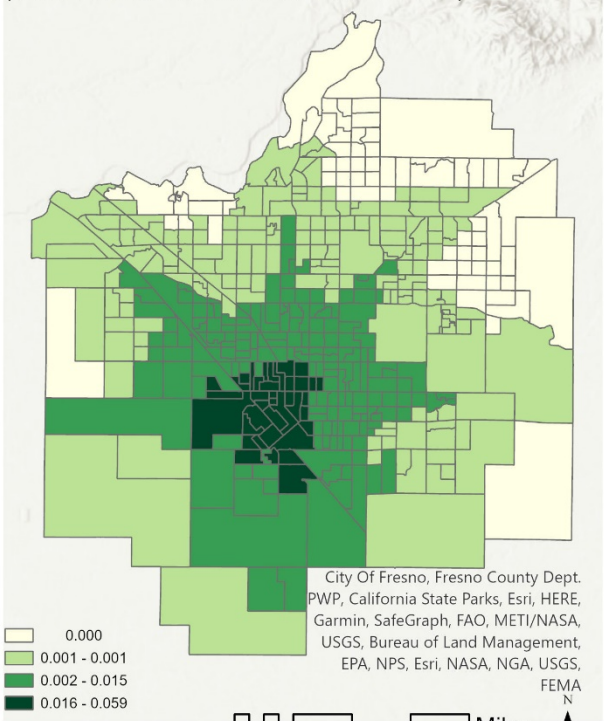 City Of Fresno, Fresno County Dept.
PWP, California State Parks, Esri, HERE,
Garmin, SafeGraph, FAO, METI/NASA,
USGS, Bureau of Land Management,
EPA, NPS, Esri, NASA, NGA, USGS,
FEMA
0.000
0.001 - 0.001
0.002 - 0.015
0.016 - 0.059
N